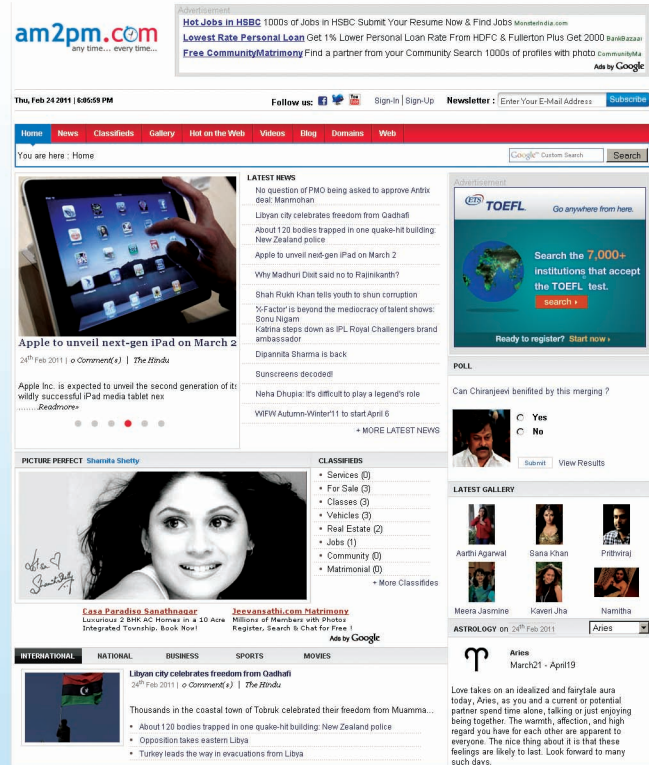 am2pm.com
any time... every time...
Advertisement
Hot Jobs in HSBC 1000s of Jobs in HSBC Submit Your Resume Now & Find Jobs MonsterIndia.com
Lowest Rate Personal Loan Get 1% Lower Personal Loan Rate From HDFC & Fullerton Plus Get 2000 BankBazaar
Free CommunityMatrimony Find a partner from your Community Search 1000s of profiles with photo CommunityMa
Ads by Google
Thu, Feb 24 2011 | 6:05:59 PM
Follow us:
You Tube
Sign-In | Sign-Up
Newsletter : Enter Your E-Mail Address Subscribe
Home News Classifieds Gallery Hot on the Web Videos Blog Domains Web
You are here : Home
Google™ Custom Search Search
Apple to unveil next-gen iPad on March 2
24th Feb 2011 | 0 Comment(s) | The Hindu
Apple Inc. is expected to unveil the second generation of its
wildly successful iPad media tablet nex
.........Readmore»
LATEST NEWS
No question of PMO being asked to approve Antrix
deal: Manmohan
Libyan city celebrates freedom from Qadhafi
About 120 bodies trapped in one quake-hit building:
New Zealand police
Apple to unveil next-gen iPad on March 2
Why Madhuri Dixit said no to Rajinikanth?
Shah Rukh Khan tells youth to shun corruption
'X-Factor' is beyond the mediocracy of talent shows:
Sonu Nigam
Katrina steps down as IPL Royal Challengers brand
ambassador
Dipannita Sharma is back
Sunscreens decoded!
Neha Dhupia: It's difficult to play a legend's role
WIFW Autumn-Winter'11 to start April 6
+ MORE LATEST NEWS
Advertisement
ETS TOEFL Go anywhere from here.
Search the 7,000+
institutions that accept
the TOEFL test.
search ›
Ready to register? Start now ›
POLL
Can Chiranjeevi benifited by this merging ?
Yes
No
Submit View Results
PICTURE PERFECT Shamita Shetty
CLASSIFIEDS
Services (0)
For Sale (3)
Classes (3)
Vehicles (3)
Real Estate (2)
Jobs (1)
Community (0)
Matrimonial (0)
+ More Classifides
Casa Paradiso Sanathnagar
Luxurious 2 BHK AC Homes in a 10 Acre
Integrated Township. Book Now!
Jeevansathi.com Matrimony
Millions of Members with Photos
Register, Search & Chat for Free !
Ads by Google
LATEST GALLERY
Aarthi Agarwal Sana Khan Prithviraj
Meera Jasmine Kaveri Jha Namitha
ASTROLOGY on 24th Feb 2011 Aries
Aries
March21 - April19
Love takes on an idealized and fairytale aura
today, Aries, as you and a current or potential
partner spend time alone, talking or just enjoying
being together. The warmth, affection, and high
regard you have for each other are apparent to
everyone. The nice thing about it is that these
feelings are likely to last. Look forward to many
such days.
INTERNATIONAL NATIONAL BUSINESS SPORTS MOVIES
Libyan city celebrates freedom from Qadhafi
24th Feb 2011 | 0 Comment(s) | The Hindu
Thousands in the coastal town of Tobruk celebrated their freedom from Muamma...
About 120 bodies trapped in one quake-hit building: New Zealand police
Opposition takes eastern Libya
Turkey leads the way in evacuations from Libya